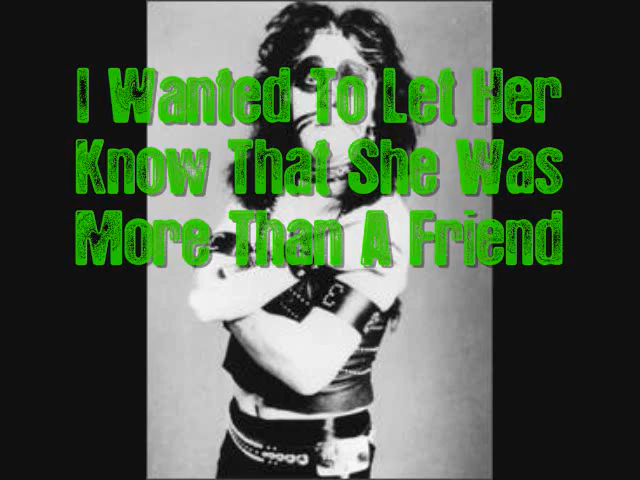 I Wanted To Let Her
Know That She Was
More Than A Friend